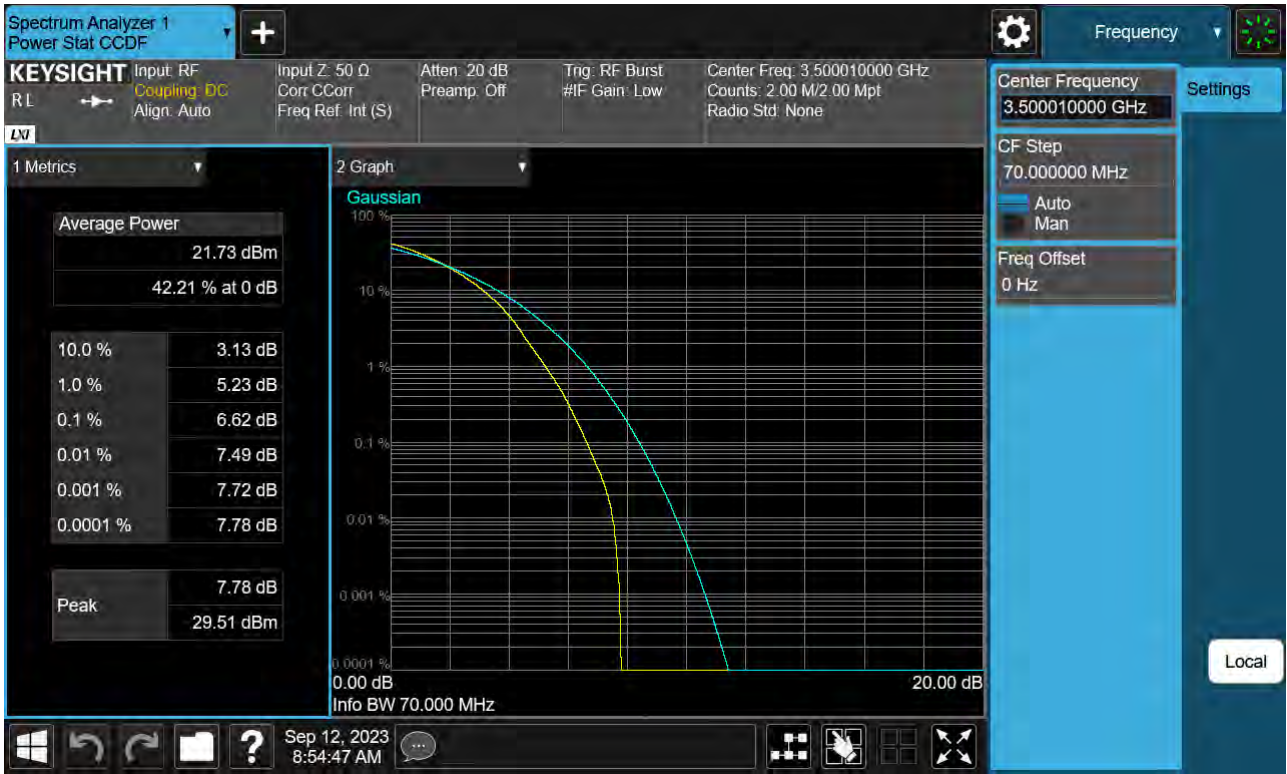 Spectrum Analyzer 1
Power Stat CCDF
+
Frequency
KEYSIGHT
RL
LXI
Input: RF
Coupling: DC
Align: Auto
Input Z: 50 Ω
Corr CCorr
Freq Ref: Int (S)
Atten: 20 dB
Preamp: Off
Trig: RF Burst
#IF Gain: Low
Center Freq: 3.500010000 GHz
Counts: 2.00 M/2.00 Mpt
Radio Std: None
1 Metrics
Average Power
21.73 dBm
42.21 % at 0 dB
10.0 % 3.13 dB
1.0 % 5.23 dB
0.1 % 6.62 dB
0.01 % 7.49 dB
0.001 % 7.72 dB
0.0001 % 7.78 dB
Peak
7.78 dB
29.51 dBm
2 Graph
Gaussian
100 %
10 %
1 %
0.1 %
0.01 %
0.001 %
0.0001 %
0.00 dB 20.00 dB
Info BW 70.000 MHz
Center Frequency
3.500010000 GHz
CF Step
70.000000 MHz
Auto
Man
Freq Offset
0 Hz
Settings
Local
?
Sep 12, 2023
8:54:47 AM